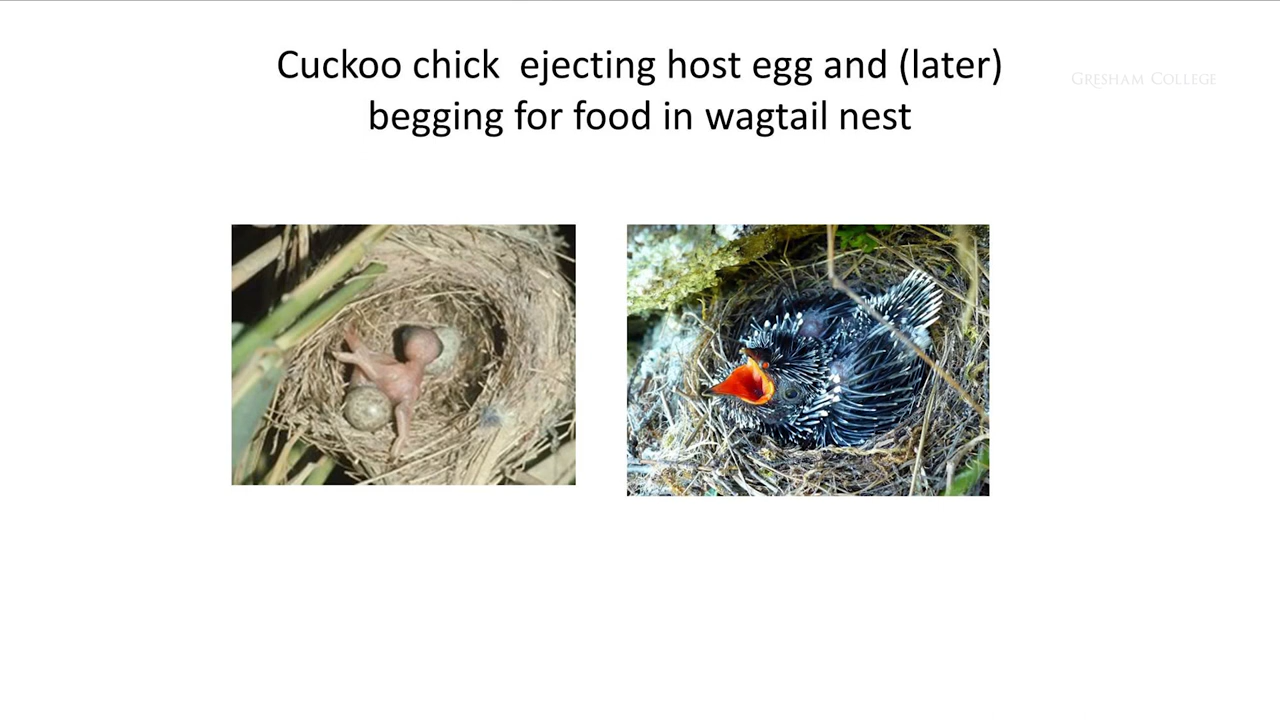 Cuckoo chick  ejecting host egg and (later)
begging for food in wagtail nest
GRESHAM COLLEGE